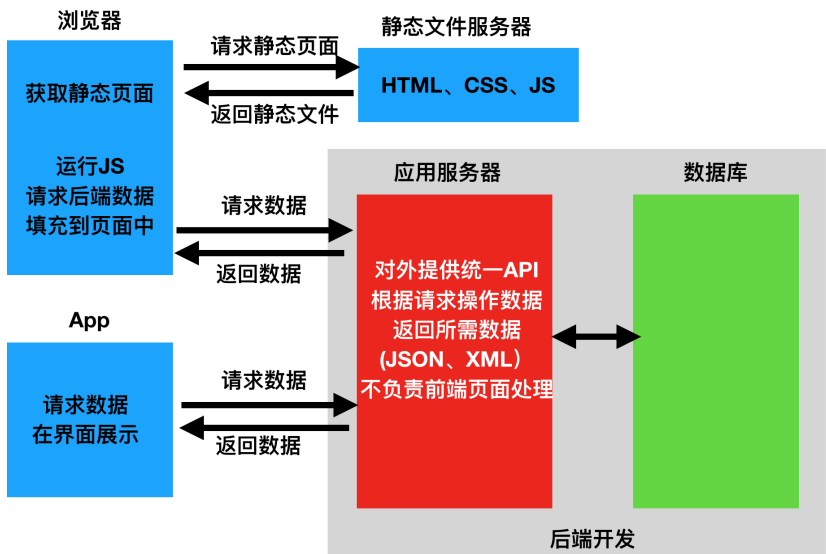 浏览器
静态文件服务器
请求静态页面
HTML、CSS、JS
获取静态页面
返回静态文件
运行JS
请求后端数据
填充到页面中
应用服务器
数据库
请求数据
返回数据
对外提供统一API
根据请求操作数据
返回所需数据
(JSON、XML）
不负责前端页面处理
App
请求数据
在界面展示
请求数据
返回数据
后端开发